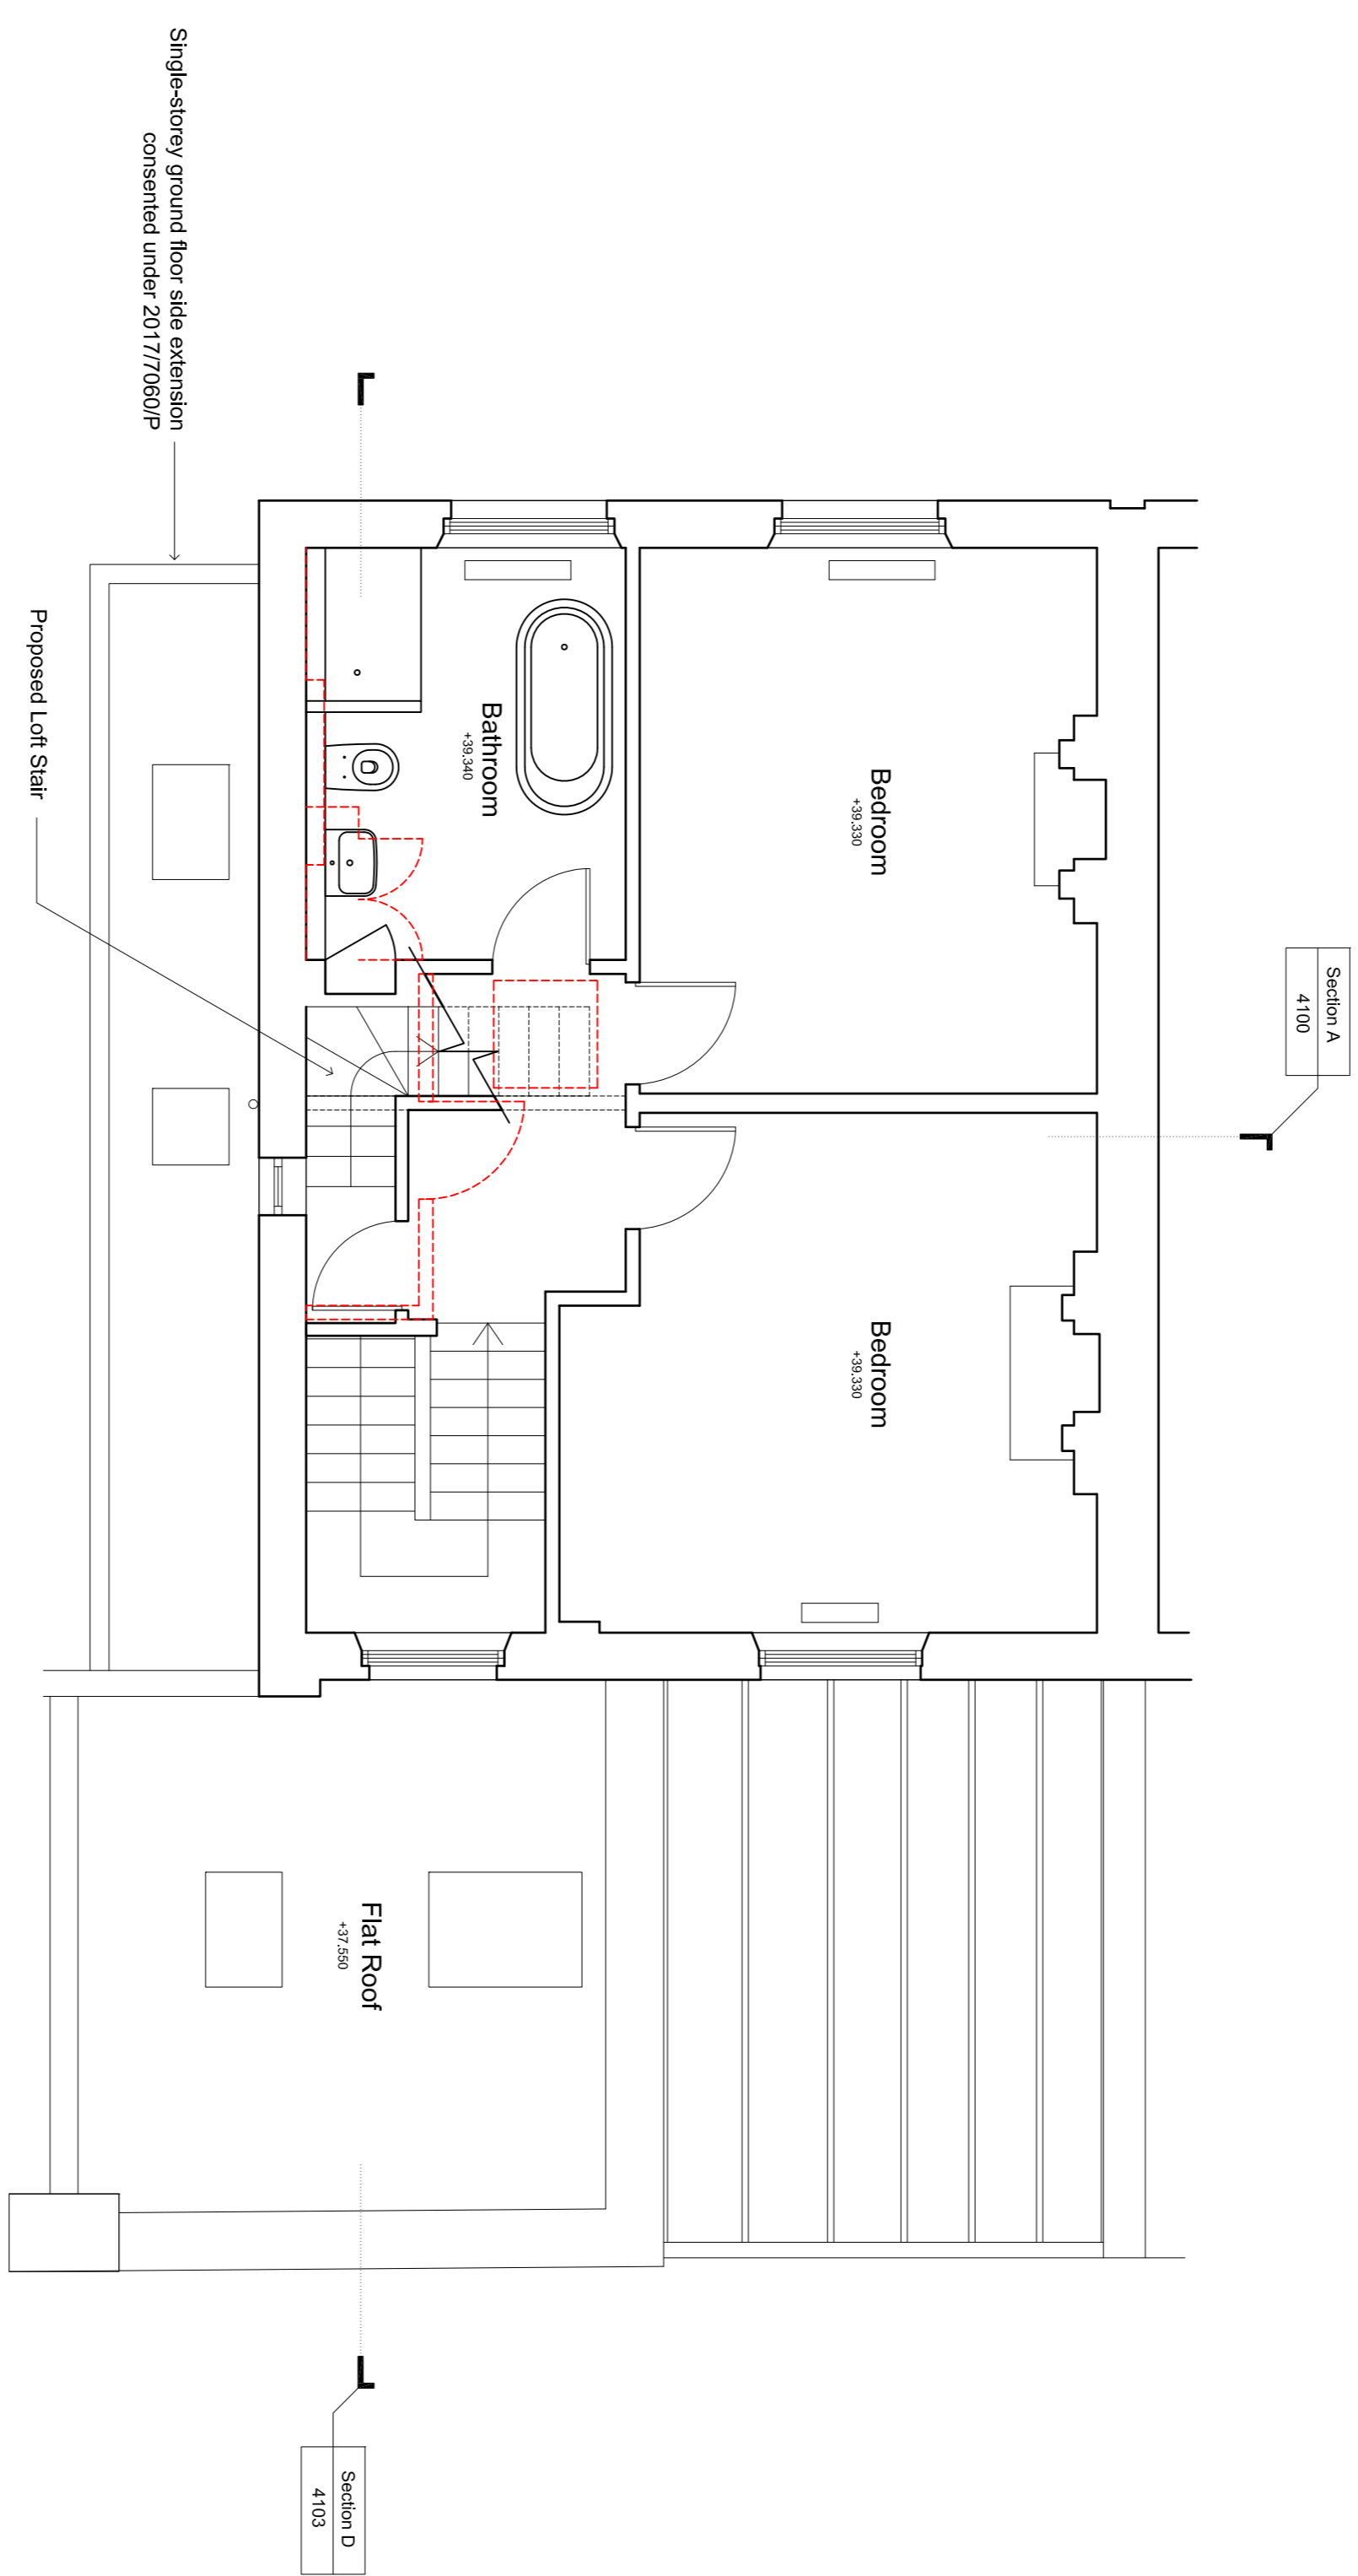 Section A
4100
Bedroom
+39.330
Bedroom
+39.330
Bathroom
+39.340
Flat Roof
+37.550
Section D
4103
Single-storey ground floor side extension
consented under 2017/7060/P
Proposed Loft Stair